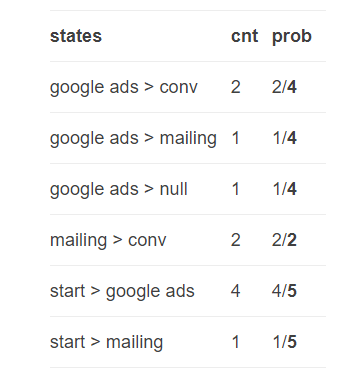 states cnt prob
google ads > conv 2 2/4
google ads > mailing 1 1/4
google ads > null 1 1/4
mailing > conv 2 2/2
start > google ads 4 4/5
start > mailing 1 1/5